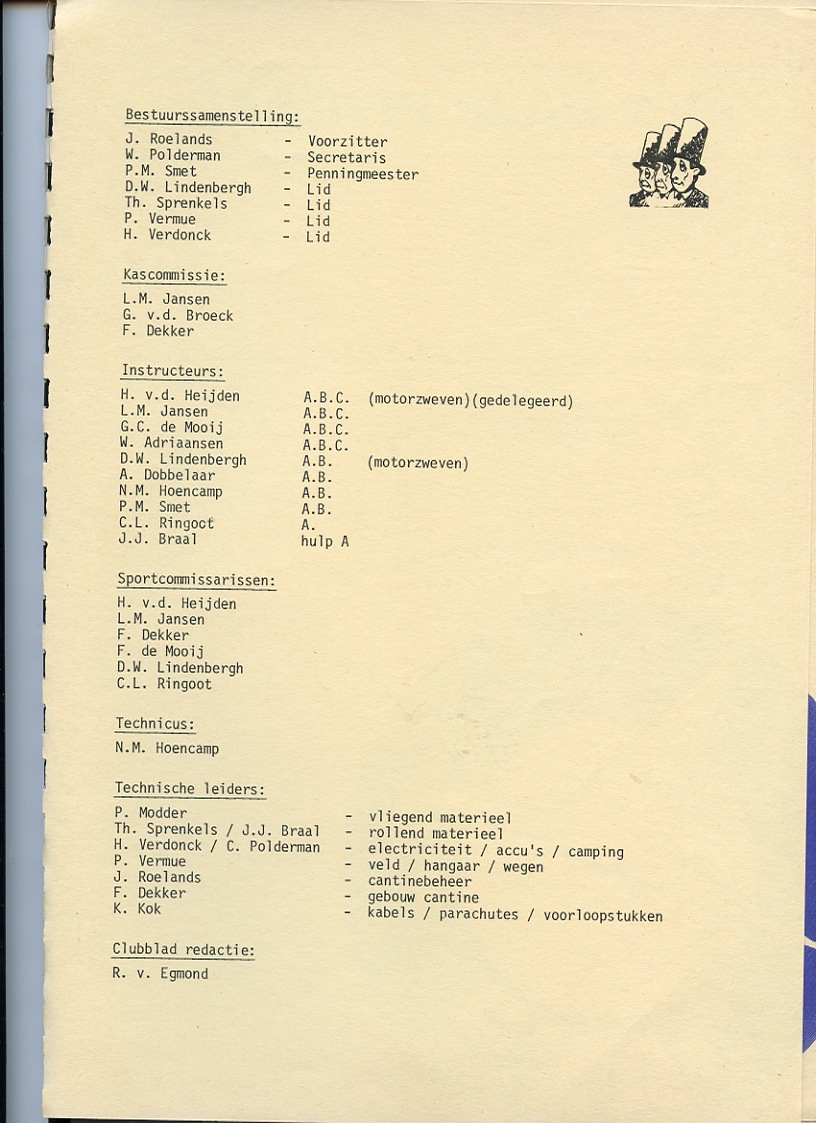 Bestuurssamenstelling:
J. Roelands - Voorzitter
W. Polderman - Secretaris
P.M. Smet - Penningmeester
D.W. Lindenbergh - Lid
Th. Sprenkels - Lid
P. Vermue - Lid
H. Verdonck - Lid
Kascommissie:
L.M. Jansen
G. v.d. Broeck
F. Dekker
Instructeurs:
H. v.d. Heijden A.B.C. (motorzweven)(gedelegeerd)
L.M. Jansen A.B.C.
G.C. de Mooij A.B.C.
W. Adriaansen A.B.C.
D.W. Lindenbergh A.B. (motorzweven)
A. Dobbelaar A.B.
N.M. Hoencamp A.B.
P.M. Smet A.B.
C.L. Ringoot A.
J.J. Braal hulp A
Sportcommissarissen:
H. v.d. Heijden
L.M. Jansen
F. Dekker
F. de Mooij
D.W. Lindenbergh
C.L. Ringoot
Technicus:
N.M. Hoencamp
Technische leiders:
P. Modder - vliegend materieel
Th. Sprenkels / J.J. Braal - rollend materieel
H. Verdonck / C. Polderman - electriciteit / accu's / camping
P. Vermue - veld / hangaar / wegen
J. Roelands - cantinebeheer
F. Dekker - gebouw cantine
K. Kok - kabels / parachutes / voorloopstukken
Clubblad redactie:
R. v. Egmond